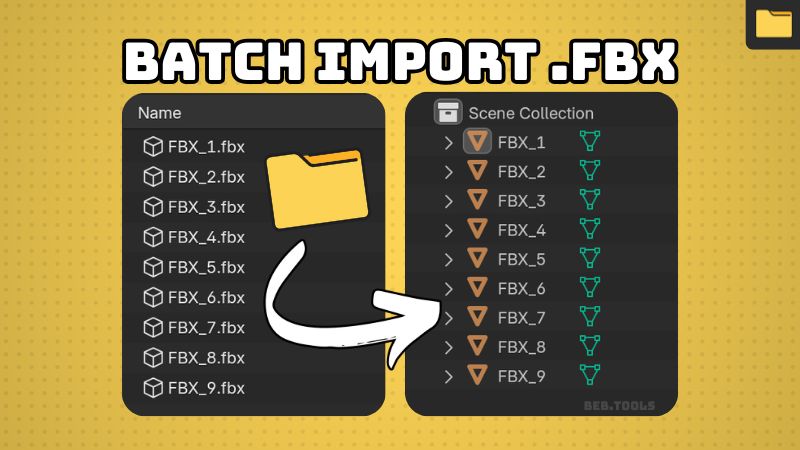 BATCH IMPORT .FBX
Name
FBX_1.fbx
FBX_2.fbx
FBX_3.fbx
FBX_4.fbx
FBX_5.fbx
FBX_6.fbx
FBX_7.fbx
FBX_8.fbx
FBX_9.fbx
Scene Collection
FBX_1
FBX_2
FBX_3
FBX_4
FBX_5
FBX_6
FBX_7
FBX_8
FBX_9
BEB.TOOLS